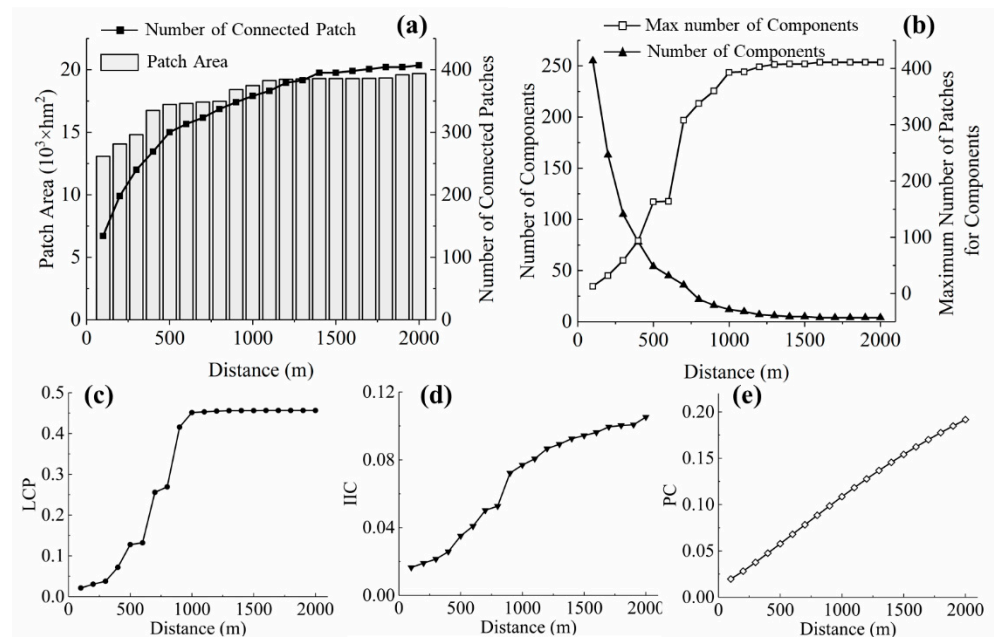 (a)
Number of Connected Patch
Patch Area
Patch Area (10³×hm²)
20
15
10
5
0
Number of Connected Patches
400
300
200
100
0
0 500 1000 1500 2000
Distance (m)
(b)
Max number of Components
Number of Components
Number of Components
250
200
150
100
50
0
Maximum Number of Patches
for Components
400
300
200
100
0
0 500 1000 1500 2000
Distance (m)
(c)
LCP
0.5
0.4
0.3
0.2
0.1
0.0
0 500 1000 1500 2000
Distance (m)
(d)
IIC
0.12
0.08
0.04
0.00
0 500 1000 1500 2000
Distance (m)
(e)
PC
0.20
0.15
0.10
0.05
0.00
0 500 1000 1500 2000
Distance (m)